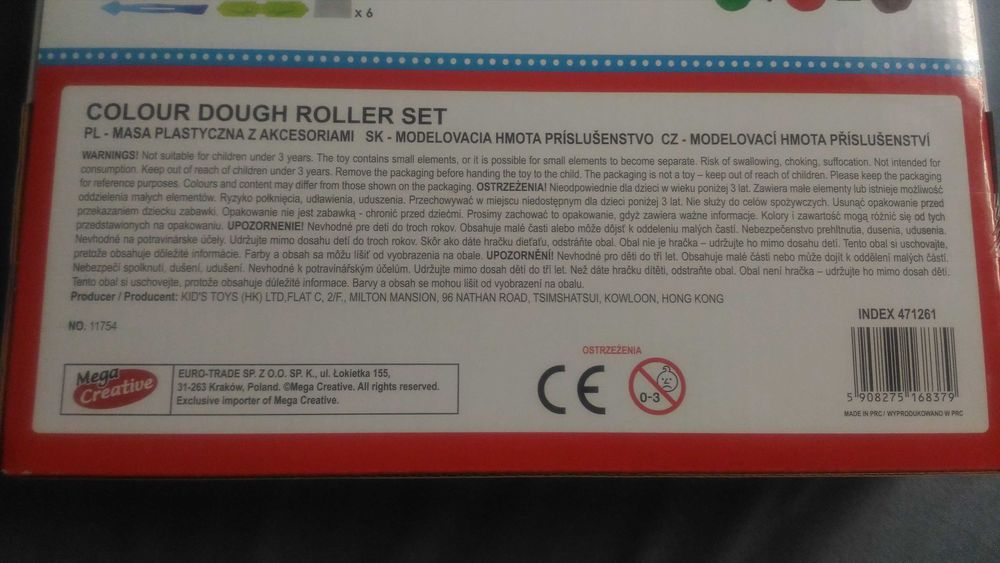 x 6
COLOUR DOUGH ROLLER SET
PL - MASA PLASTYCZNA Z AKCESORIAMI SK - MODELOVACIA HMOTA PRÍSLUŠENSTVO CZ - MODELOVACÍ HMOTA PŘÍSLUŠENSTVÍ
WARNINGS! Not suitable for children under 3 years. The toy contains small elements, or it is possible for small elements to become separate. Risk of swallowing, choking, suffocation. Not intended for
consumption. Keep out of reach of children under 3 years. Remove the packaging before handing the toy to the child. The packaging is not a toy – keep out of reach of children. Please keep the packaging
for reference purposes. Colours and content may differ from those shown on the packaging. OSTRZEŻENIA! Nieodpowiednie dla dzieci w wieku poniżej 3 lat. Zawiera małe elementy lub istnieje możliwość
oddzielenia małych elementów. Ryzyko połknięcia, udławienia, uduszenia. Przechowywać w miejscu niedostępnym dla dzieci poniżej 3 lat. Nie służy do celów spożywczych. Usunąć opakowanie przed
przekazaniem dziecku zabawki. Opakowanie nie jest zabawką - chronić przed dziećmi. Prosimy zachować to opakowanie, gdyż zawiera ważne informacje. Kolory i zawartość mogą różnić się od tych
przedstawionych na opakowaniu. UPOZORNENIE! Nevhodné pre deti do troch rokov. Obsahuje malé časti alebo môže dôjsť k oddeleniu malých častí. Nebezpečenstvo prehltnutia, dusenia, udusenia.
Nevhodné na potravinárske účely. Udržujte mimo dosahu detí do troch rokov. Skôr ako dáte hračku dieťaťu, odstráňte obal. Obal nie je hračka – udržujte ho mimo dosahu detí. Tento obal si uschovajte,
pretože obsahuje dôležité informácie. Farby a obsah sa môžu líšiť od vyobrazenia na obale. UPOZORNĚNÍ! Nevhodné pro děti do tří let. Obsahuje malé části nebo může dojít k oddělení malých částí.
Nebezpečí spolknutí, dušení, udušení. Nevhodné k potravinářským účelům. Udržujte mimo dosah dětí do tří let. Než dáte hračku dítěti, odstraňte obal. Obal není hračka – udržujte ho mimo dosah dětí.
Tento obal si uschovejte, protože obsahuje důležité informace. Barvy a obsah se mohou lišit od vyobrazení na obalu.
Producer / Producent: KID'S TOYS (HK) LTD,FLAT C, 2/F., MILTON MANSION, 96 NATHAN ROAD, TSIMSHATSUI, KOWLOON, HONG KONG
NO. 11754
INDEX 471261
Mega
Creative
EURO-TRADE SP. Z O.O. SP. K., ul. Łokietka 155,
31-263 Kraków, Poland. ©Mega Creative. All rights reserved.
Exclusive importer of Mega Creative.
OSTRZEŻENIA
CE
0-3
5 908275 168379
MADE IN PRC / WYPRODUKOWANO W PRC